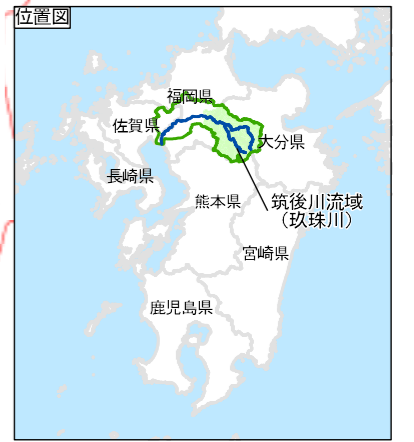 位置図
福岡県
佐賀県
大分県
長崎県
熊本県
筑後川流域
（玖珠川）
宮崎県
鹿児島県